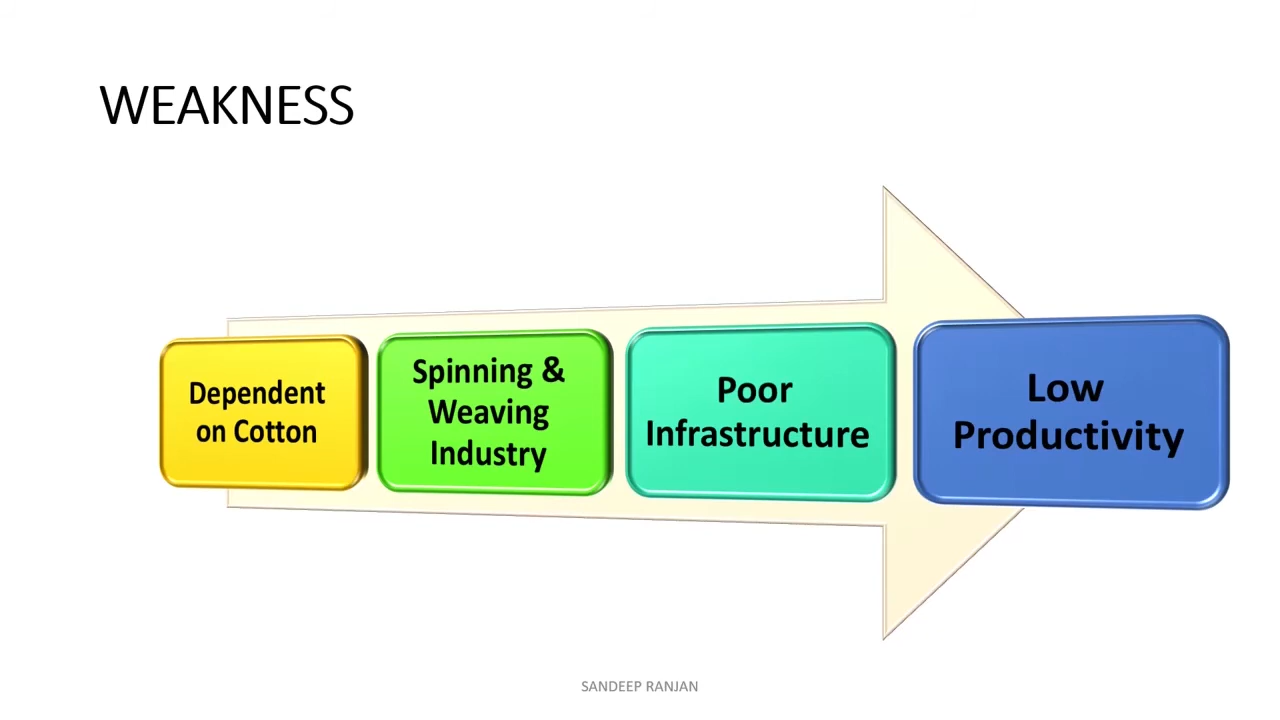 WEAKNESS
Dependent
on Cotton
Spinning &
Weaving
Industry
Poor
Infrastructure
Low
Productivity
SANDEEP RANJAN